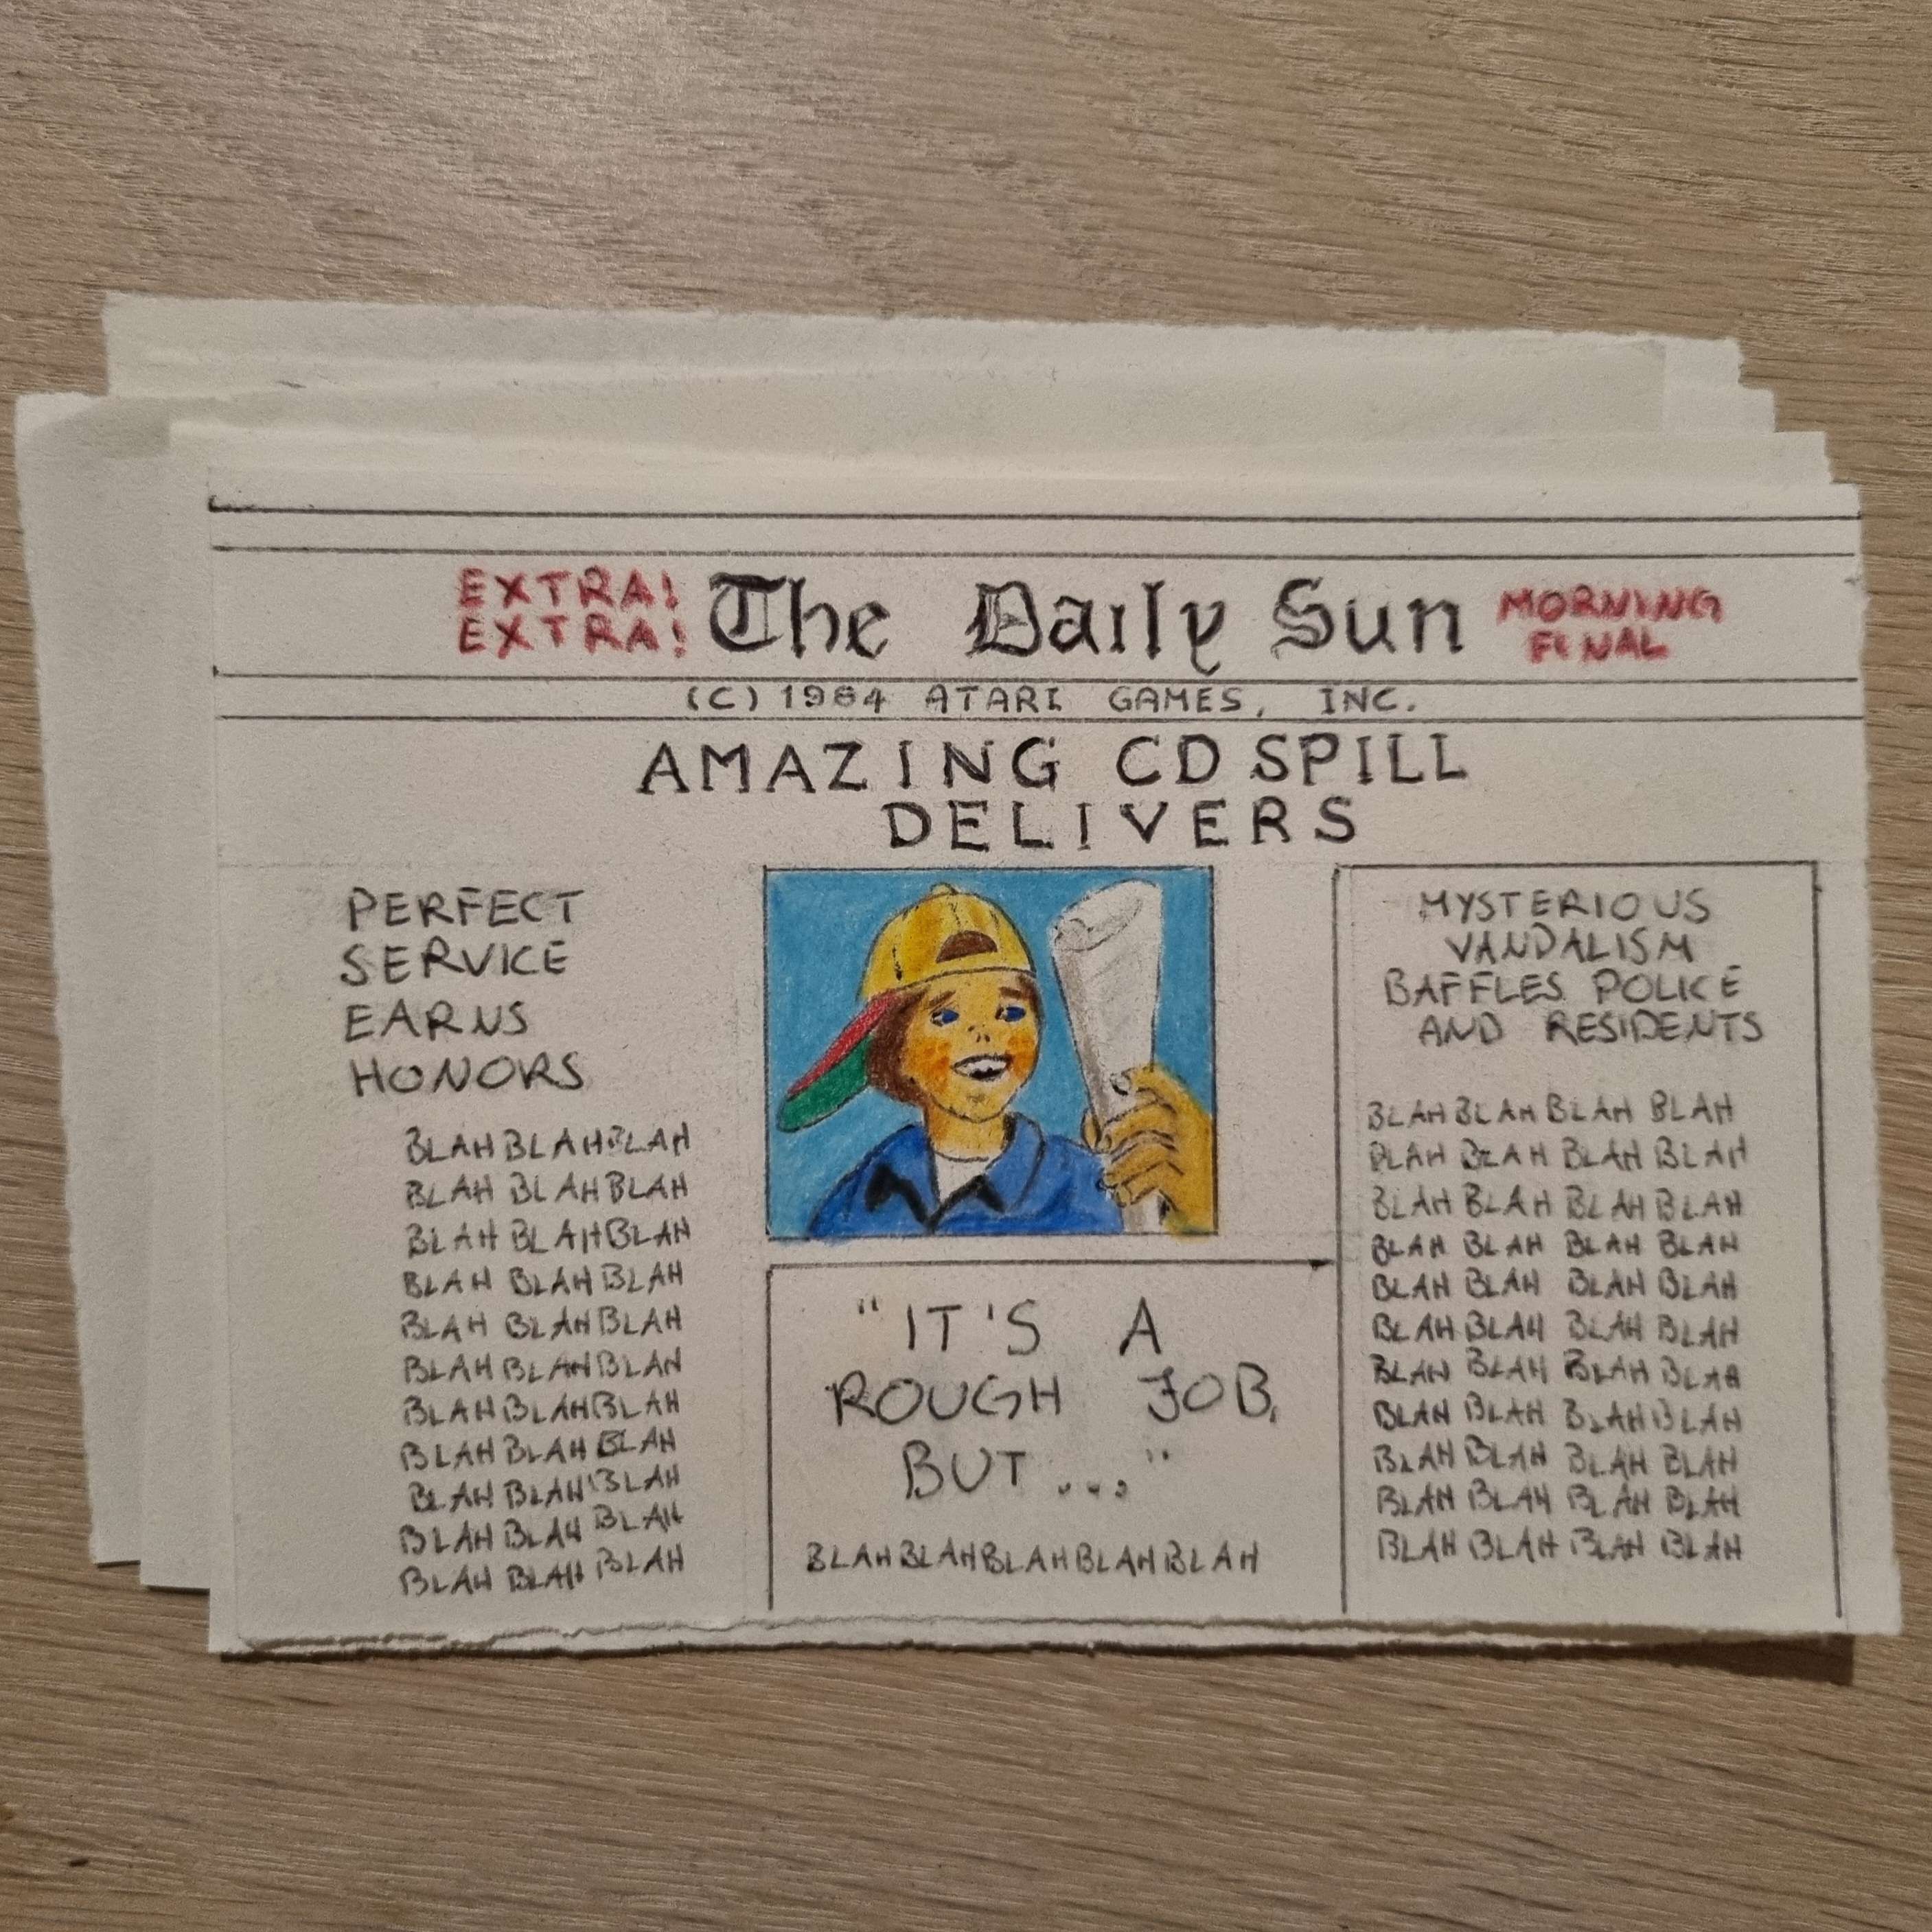 EXTRA!
EXTRA!
The Daily Sun
MORNING
FINAL
(C) 1984 ATARI GAMES, INC.
AMAZING CD SPILL
DELIVERS
PERFECT
SERVICE
EARNS
HONORS
BLAH BLAH BLAH
BLAH BLAH BLAH
BLAH BLAH BLAH
BLAH BLAH BLAH
BLAH BLAH BLAH
BLAH BLAH BLAH
BLAH BLAH BLAH
BLAH BLAH BLAH
BLAH BLAH BLAH
BLAH BLAH BLAH
BLAH BLAH BLAH
"IT'S A
ROUGH JOB,
BUT..."
BLAH BLAH BLAH BLAH BLAH
MYSTERIOUS
VANDALISM
BAFFLES POLICE
AND RESIDENTS
BLAH BLAH BLAH BLAH
BLAH BLAH BLAH BLAH
BLAH BLAH BLAH BLAH
BLAH BLAH BLAH BLAH
BLAH BLAH BLAH BLAH
BLAH BLAH BLAH BLAH
BLAH BLAH BLAH BLAH
BLAH BLAH BLAH BLAH
BLAH BLAH BLAH BLAH
BLAH BLAH BLAH BLAH
BLAH BLAH BLAH BLAH